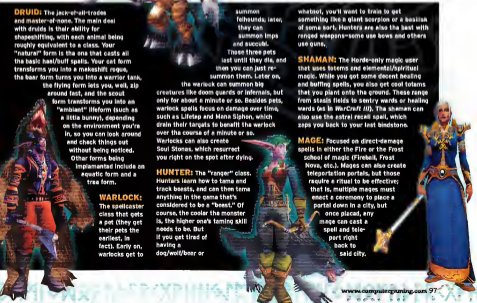 DRUID: The jack-of-all-trades
and master-of-none. The main deal
with druids is their ability for
shapeshifting, with each animal being
roughly equivalent to a class. Your
"natural" form is the one that casts all
the basic heal/buff spells. Your cat form
transforms you into a makeshift rogue,
the bear form turns you into a warrior tank,
the flying form lets you, well, zip
around fast, and the scout
form transforms you into an
"ambient" lifeform (such as
a little bunny), depending
on the environment you're
in, so you can look around
and check things out
without being noticed.
Other forms being
implemented include an
aquatic form and a
tree form.
WARLOCK:
The spellcaster
class that gets
a pet (they get
their pets the
earliest, in
fact). Early on,
warlocks get to
summon
felhounds; later,
they can
summon imps
and succubi.
Those three pets
last until they die, and
then you can just re-
summon them. Later on,
the warlock can summon big
creatures like doom guards or infernals, but
only for about a minute or so. Besides pets,
warlock spells focus on damage over time,
such as Lifetap and Mana Siphon, which
drain their targets to benefit the warlock
over the course of a minute or so.
Warlocks can also create
Soul Stones, which resurrect
you right on the spot after dying.
HUNTER: The "ranger" class.
Hunters learn how to tame and
track beasts, and can then tame
anything in the game that's
considered to be a "beast." Of
course, the cooler the monster
is, the higher one's taming skill
needs to be. But
if you get tired of
having a
dog/wolf/bear or
whatnot, you'll want to train to get
something like a giant scorpion or a basilisk
of some sort. Hunters are also the best with
ranged weapons—some use bows and others
use guns.
SHAMAN: The Horde-only magic user
that uses totems and elemental/spiritual
magic. While you get some decent healing
and buffing spells, you also get cool totems
that you plant onto the ground. These range
from stasis fields to sentry wards or healing
wards (as in WarCraft III). The shaman can
also use the astral recall spell, which
zaps you back to your last bindstone.
MAGE: Focused on direct-damage
spells in either the Fire or the Frost
school of magic (Firebolt, Frost
Nova, etc.). Mages can also create
teleportation portals, but those
require a ritual to be effective;
that is, multiple mages must
enact a ceremony to place a
portal down in a city, but
once placed, any
mage can cast a
spell and tele-
port right
back to
said city.
www.computergaming.com 97